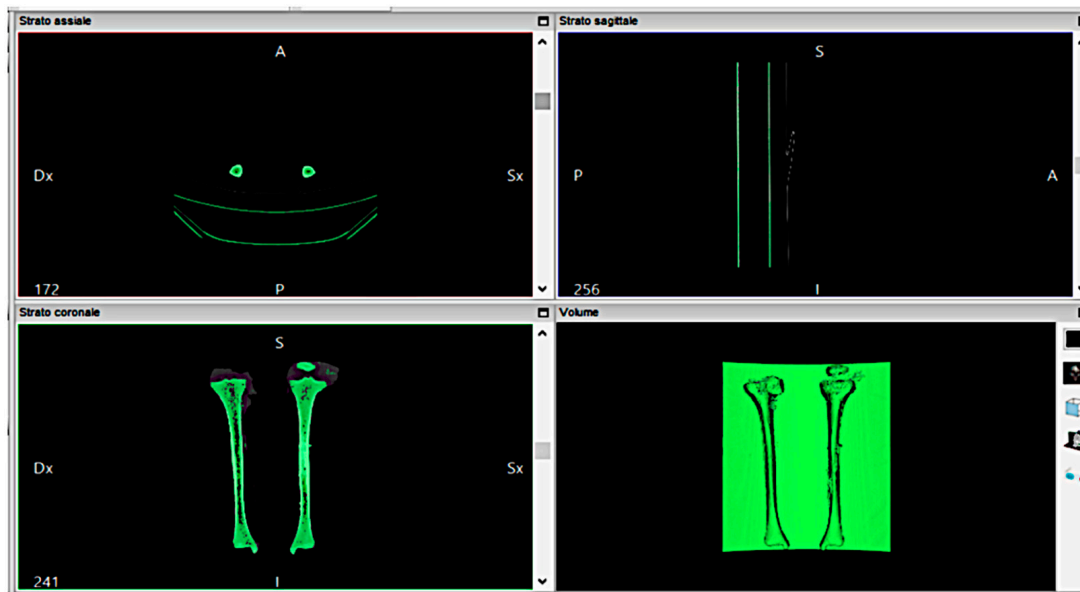 Strato assiale
A
Dx
Sx
172
P
Strato sagittale
S
P
A
256
I
Strato coronale
S
Dx
Sx
241
I
Volume